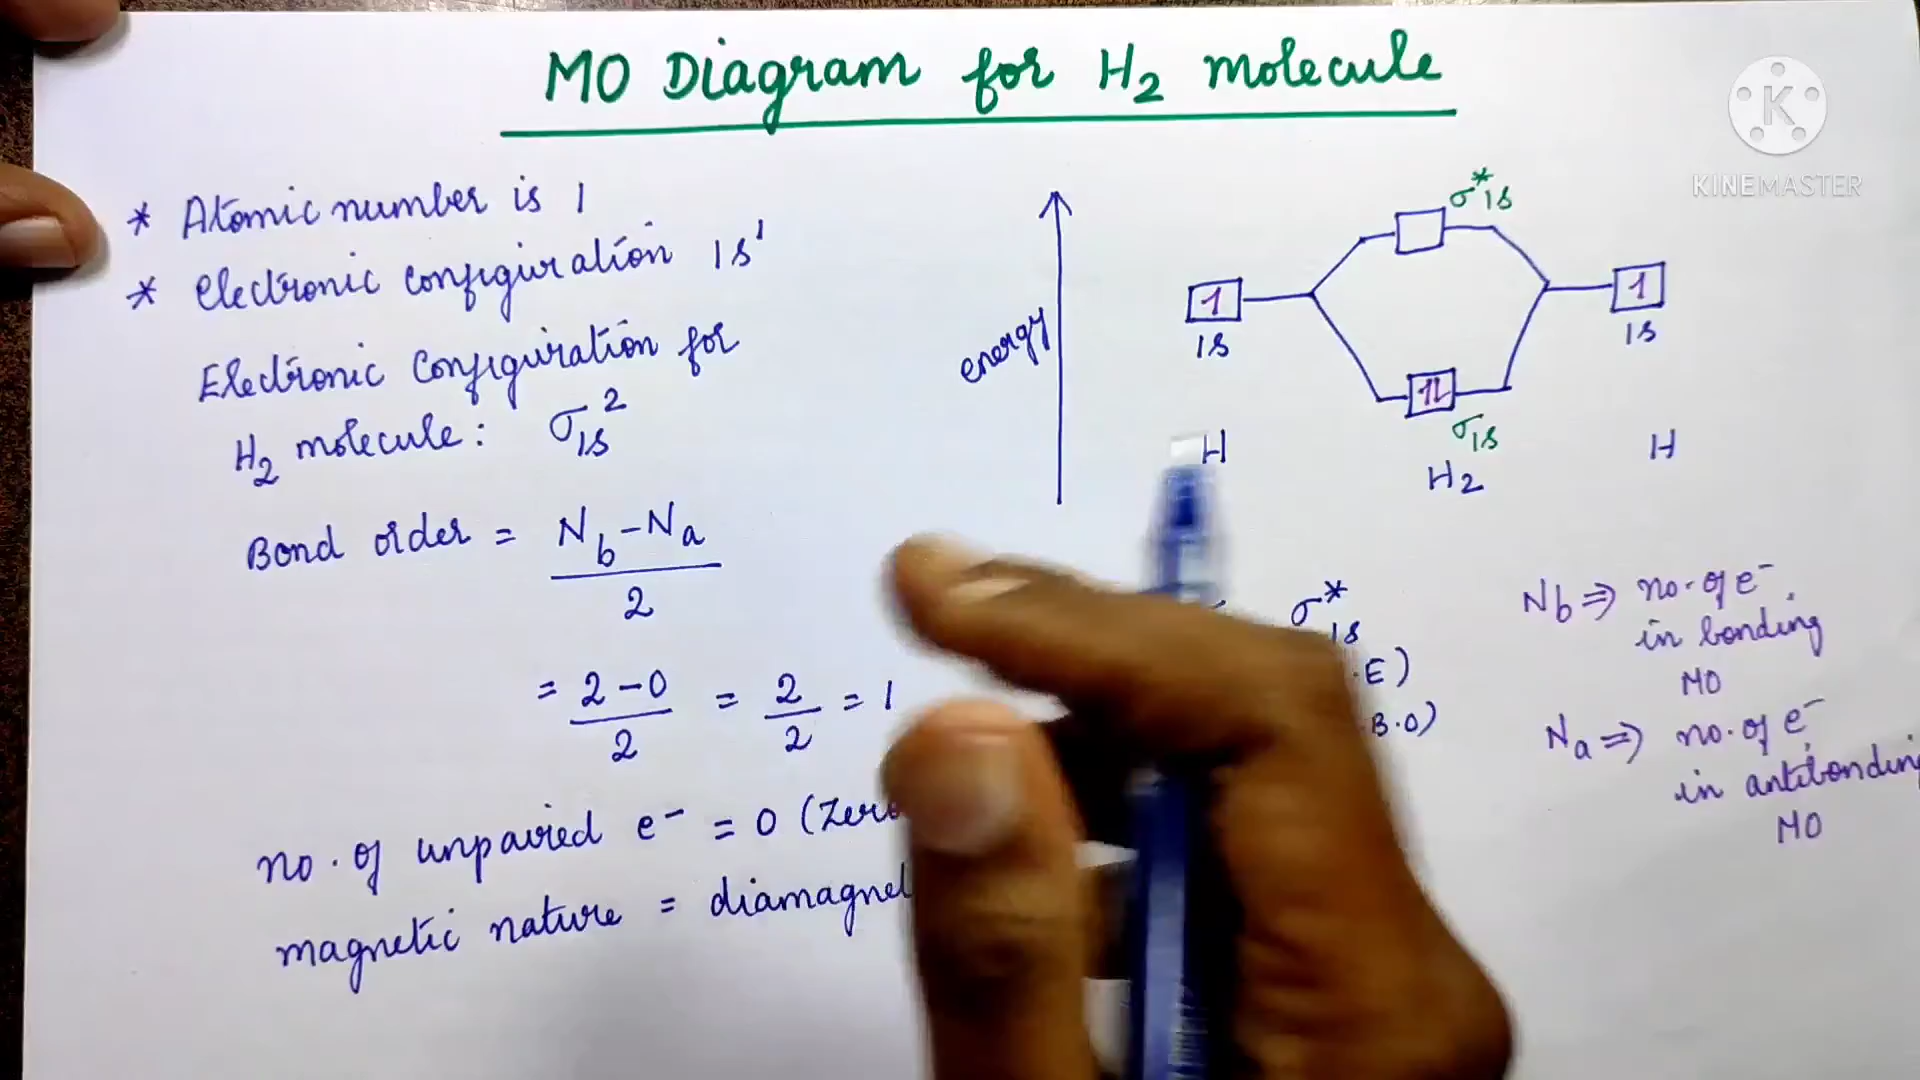 MO Diagram for H2 molecule
K
KINEMASTER
* Atomic number is 1
* Electronic configuration 1s¹
Electronic Configuration for
H2 molecule: σ1s²
Bond order = Nb-Na
2
= 2-0 = 2 = 1
2 2
no. of unpaired e⁻ = 0 (Zero
magnetic nature = diamagnet
energy
σ*1s
1 1
1s 1s
1L
σ1s
H H2 H
σ*1s
.E)
.B.O)
Nb ⇒ no. of e⁻
in bonding
MO
Na ⇒ no. of e⁻
in antibonding
MO